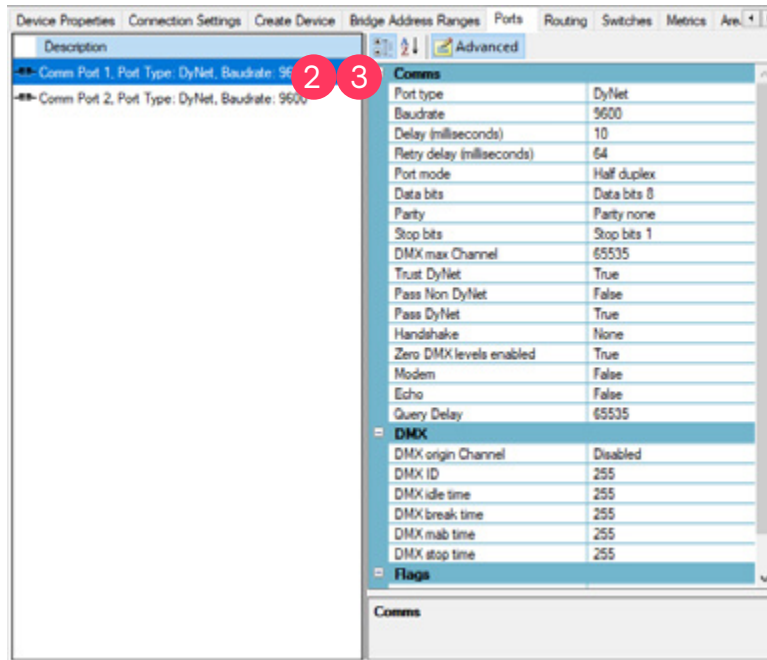 Device Properties Connection Settings Create Device Bridge Address Ranges Ports Routing Switches Metrics Are
Description
Advanced
Comm Port 1, Port Type: DyNet, Baudrate: 96
2 3
Comm Port 2, Port Type: DyNet, Baudrate: 9600
Comms
Port type DyNet
Baudrate 9600
Delay (milliseconds) 10
Retry delay (milliseconds) 64
Port mode Half duplex
Data bits Data bits 8
Parity Parity none
Stop bits Stop bits 1
DMX max Channel 65535
Trust DyNet True
Pass Non DyNet False
Pass DyNet True
Handshake None
Zero DMX levels enabled True
Modem False
Echo False
Query Delay 65535
DMX
DMX origin Channel Disabled
DMX ID 255
DMX idle time 255
DMX break time 255
DMX mab time 255
DMX stop time 255
Flags
Comms